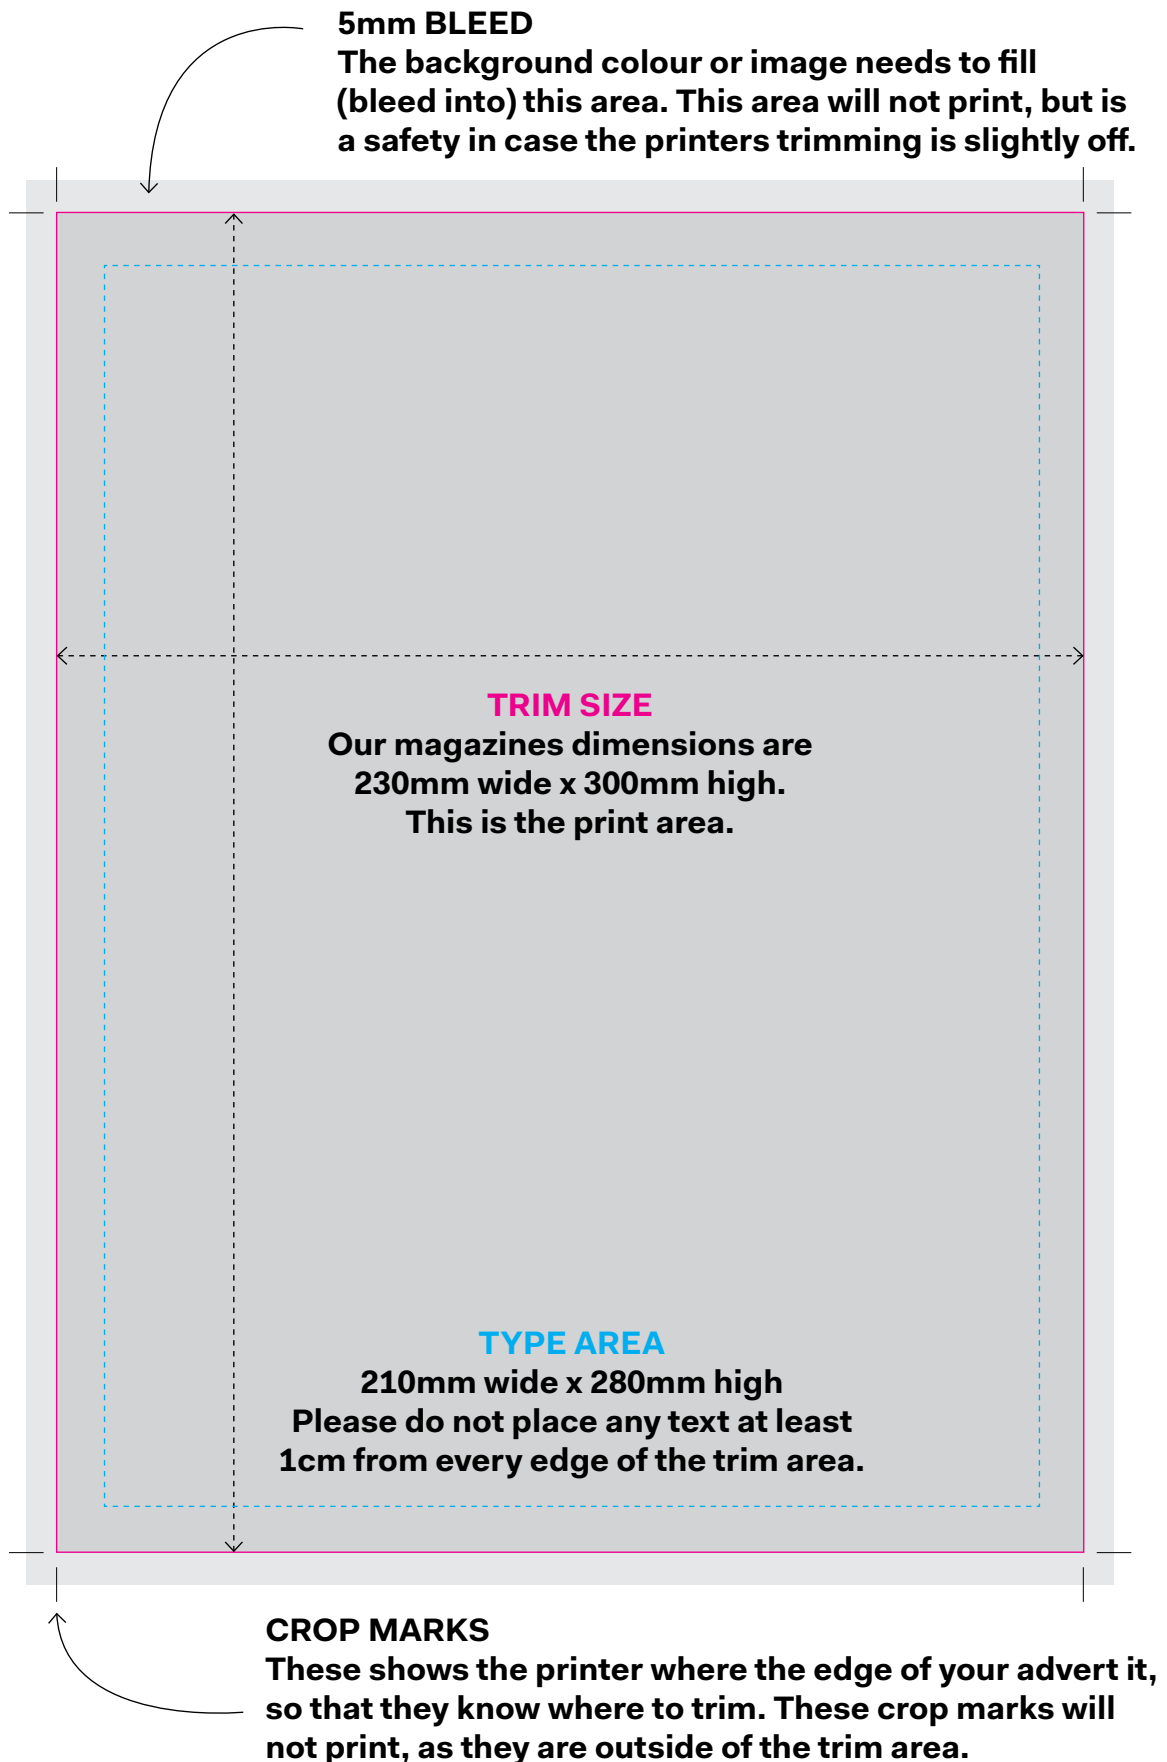 5mm BLEED
The background colour or image needs to fill
(bleed into) this area. This area will not print, but is
a safety in case the printers trimming is slightly off.
TRIM SIZE
Our magazines dimensions are
230mm wide x 300mm high.
This is the print area.
TYPE AREA
210mm wide x 280mm high
Please do not place any text at least
1cm from every edge of the trim area.
CROP MARKS
These shows the printer where the edge of your advert it,
so that they know where to trim. These crop marks will
not print, as they are outside of the trim area.